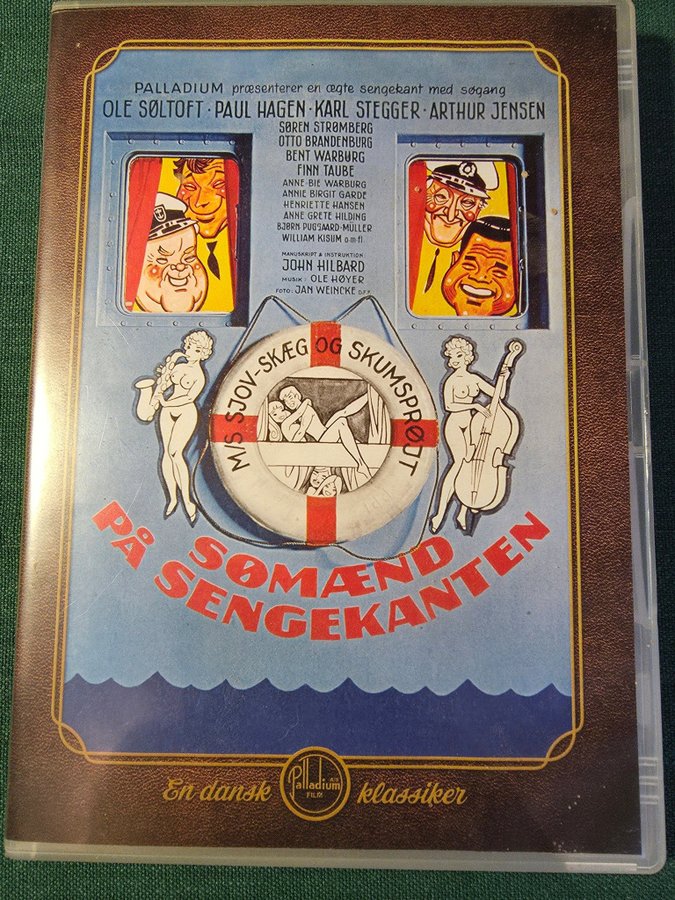 PALLADIUM præsenterer en ægte sengekant med søgang
OLE SØLTOFT · PAUL HAGEN · KARL STEGGER · ARTHUR JENSEN
SØREN STRØMBERG
OTTO BRANDENBURG
BENT WARBURG
FINN TAUBE
ANNE-BIE WARBURG
ANNIE BIRGIT GARDE
HENRIETTE HANSEN
ANNE GRETE HILDING
BJØRN PUGGAARD-MÜLLER
WILLIAM KISUM o.m.fl.
MANUSKRIPT & INSTRUKTION
JOHN HILBARD
MUSIK: OLE HØYER
FOTO: JAN WEINCKE D.F.F.
M/S SJOV-SKÆG OG SKUMSPRØJT
SØMÆND
PÅ SENGEKANTEN
En dansk Palladium klassiker
FILM